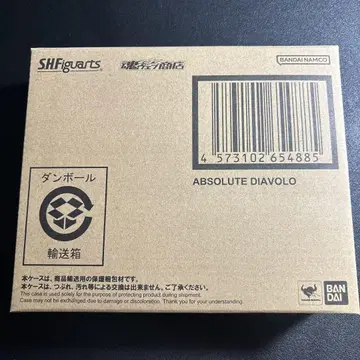 S.H.Figuarts
魂ウェブ商店
BANDAI NAMCO
4 573102 654885
ABSOLUTE DIAVOLO
ダンボール
輸送箱
本ケースは、商品輸送用の保護梱包材です。
本ケースは、つぶれ、汚れ等による交換は出来ません。ご了承ください。
The case is used solely for the purpose of protecting product during shipment.
Case may not be exchanged due to damage or discoloration. Thank you for your understanding.
BAN
DAI